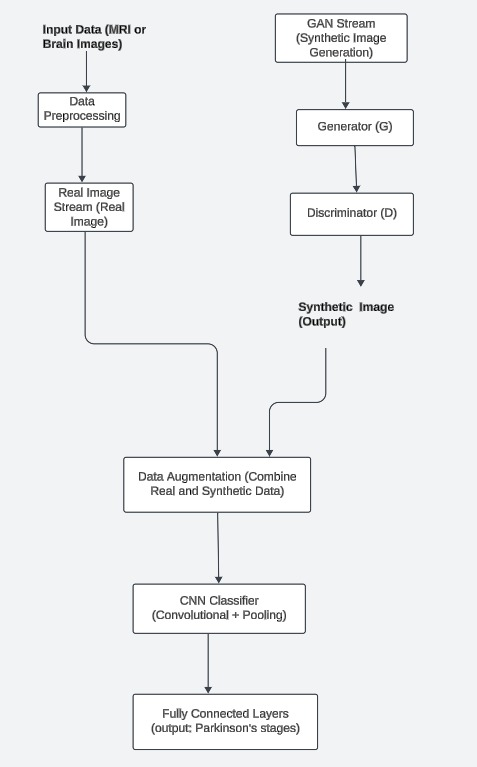 Input Data (MRI or
Brain Images)
Data
Preprocessing
Real Image
Stream (Real
Image)
GAN Stream
(Synthetic Image
Generation)
Generator (G)
Discriminator (D)
Synthetic Image
(Output)
Data Augmentation (Combine
Real and Synthetic Data)
CNN Classifier
(Convolutional + Pooling)
Fully Connected Layers
(output: Parkinson's stages)